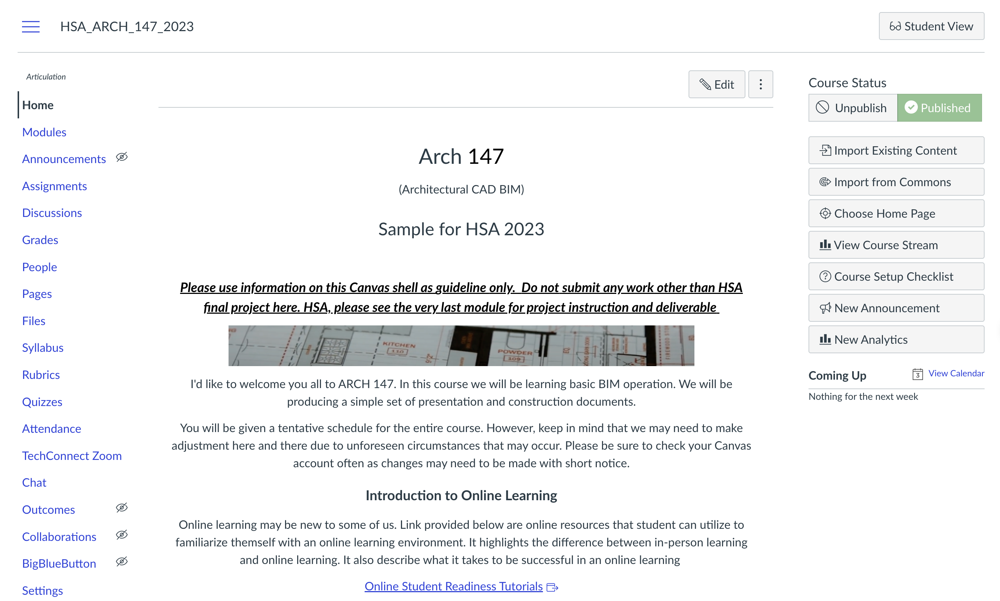 HSA_ARCH_147_2023
Student View
Articulation
Home
Modules
Announcements
Assignments
Discussions
Grades
People
Pages
Files
Syllabus
Rubrics
Quizzes
Attendance
TechConnect Zoom
Chat
Outcomes
Collaborations
BigBlueButton
Settings
Edit
Arch 147
(Architectural CAD BIM)
Sample for HSA 2023
Please use information on this Canvas shell as guideline only.  Do not submit any work other than HSA
final project here. HSA, please see the very last module for project instruction and deliverable
KITCHEN
110
9'-2"
POWDER
109
EQ.
I'd like to welcome you all to ARCH 147. In this course we will be learning basic BIM operation. We will be
producing a simple set of presentation and construction documents.
You will be given a tentative schedule for the entire course. However, keep in mind that we may need to make
adjustment here and there due to unforeseen circumstances that may occur. Please be sure to check your Canvas
account often as changes may need to be made with short notice.
Introduction to Online Learning
Online learning may be new to some of us. Link provided below are online resources that student can utilize to
familiarize themself with an online learning environment. It highlights the difference between in-person learning
and online learning. It also describe what it takes to be successful in an online learning
Online Student Readiness Tutorials
Course Status
Unpublish
Published
Import Existing Content
Import from Commons
Choose Home Page
View Course Stream
Course Setup Checklist
New Announcement
New Analytics
Coming Up
3
View Calendar
Nothing for the next week